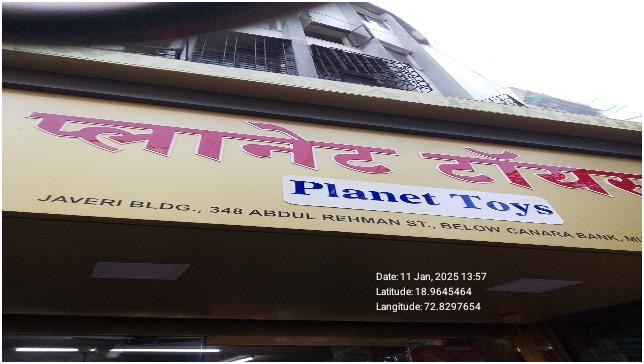 प्लानेट टॉयस
Planet Toys
JAVERI BLDG., 348 ABDUL REHMAN ST., BELOW CANARA BANK,
Date: 11 Jan, 2025 13:57
Latitude: 18.9645464
Langitude: 72.8297654